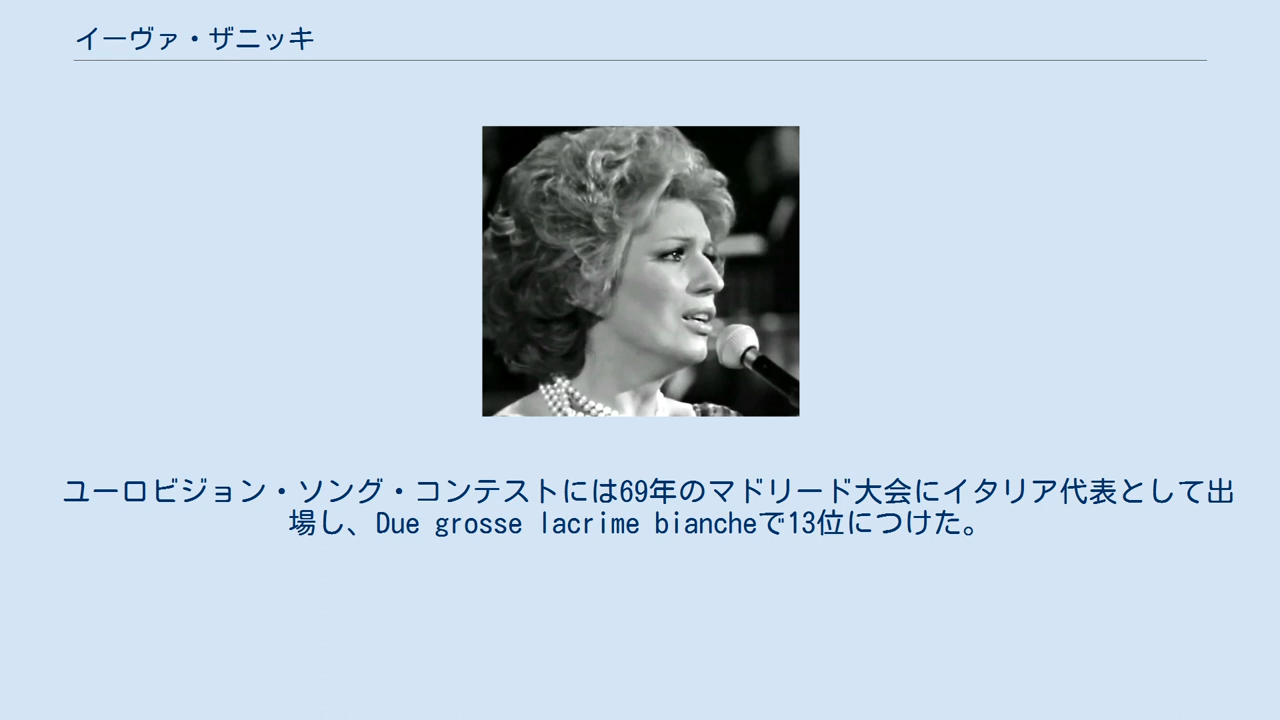 イーヴァ・ザニッキ
ユーロビジョン・ソング・コンテストには69年のマドリード大会にイタリア代表として出
場し、Due grosse lacrime biancheで13位につけた。